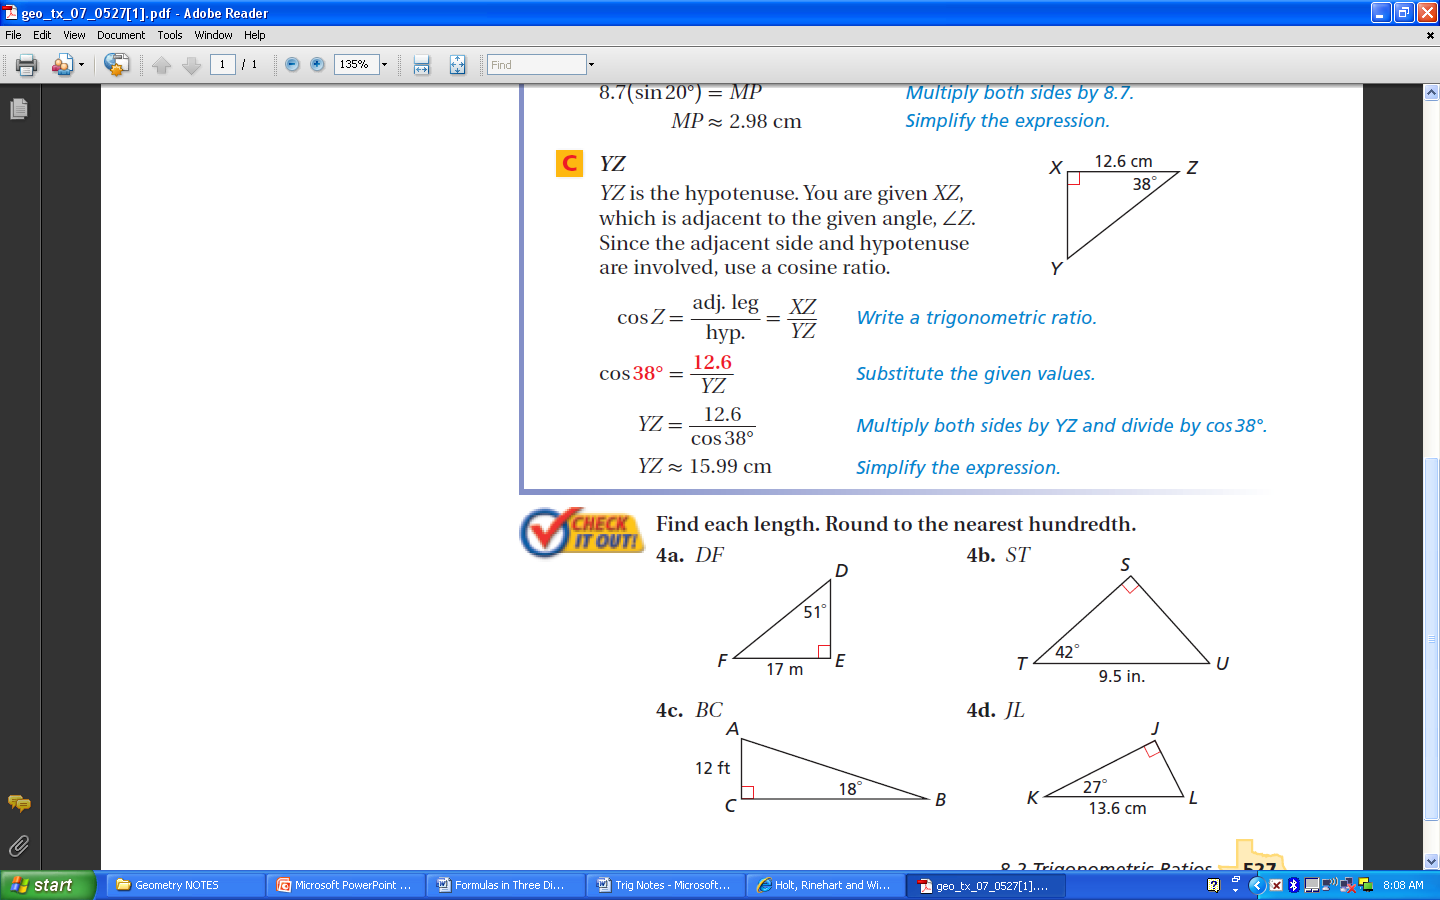 geo_tx_07_0527[1].pdf - Adobe Reader
File Edit View Document Tools Window Help
1 / 1 135% Find
8.7(sin 20°) = MP Multiply both sides by 8.7.
MP ≈ 2.98 cm Simplify the expression.
C YZ
YZ is the hypotenuse. You are given XZ,
which is adjacent to the given angle, ∠Z.
Since the adjacent side and hypotenuse
are involved, use a cosine ratio.
X 12.6 cm Z
38°
Y
cos Z = adj. leg / hyp. = XZ / YZ Write a trigonometric ratio.
cos 38° = 12.6 / YZ Substitute the given values.
YZ = 12.6 / cos 38° Multiply both sides by YZ and divide by cos 38°.
YZ ≈ 15.99 cm Simplify the expression.
CHECK
IT OUT!
Find each length. Round to the nearest hundredth.
4a. DF
D
51°
F E
17 m
4b. ST
S
42°
T U
9.5 in.
4c. BC
A
12 ft
18°
C B
4d. JL
J
27°
K L
13.6 cm
8-2 Trigonometric Ratios 527
start Geometry NOTES Microsoft PowerPoint ... Formulas in Three Di... Trig Notes - Microsoft... Holt, Rinehart and Wi... geo_tx_07_0527[1].... 8:08 AM